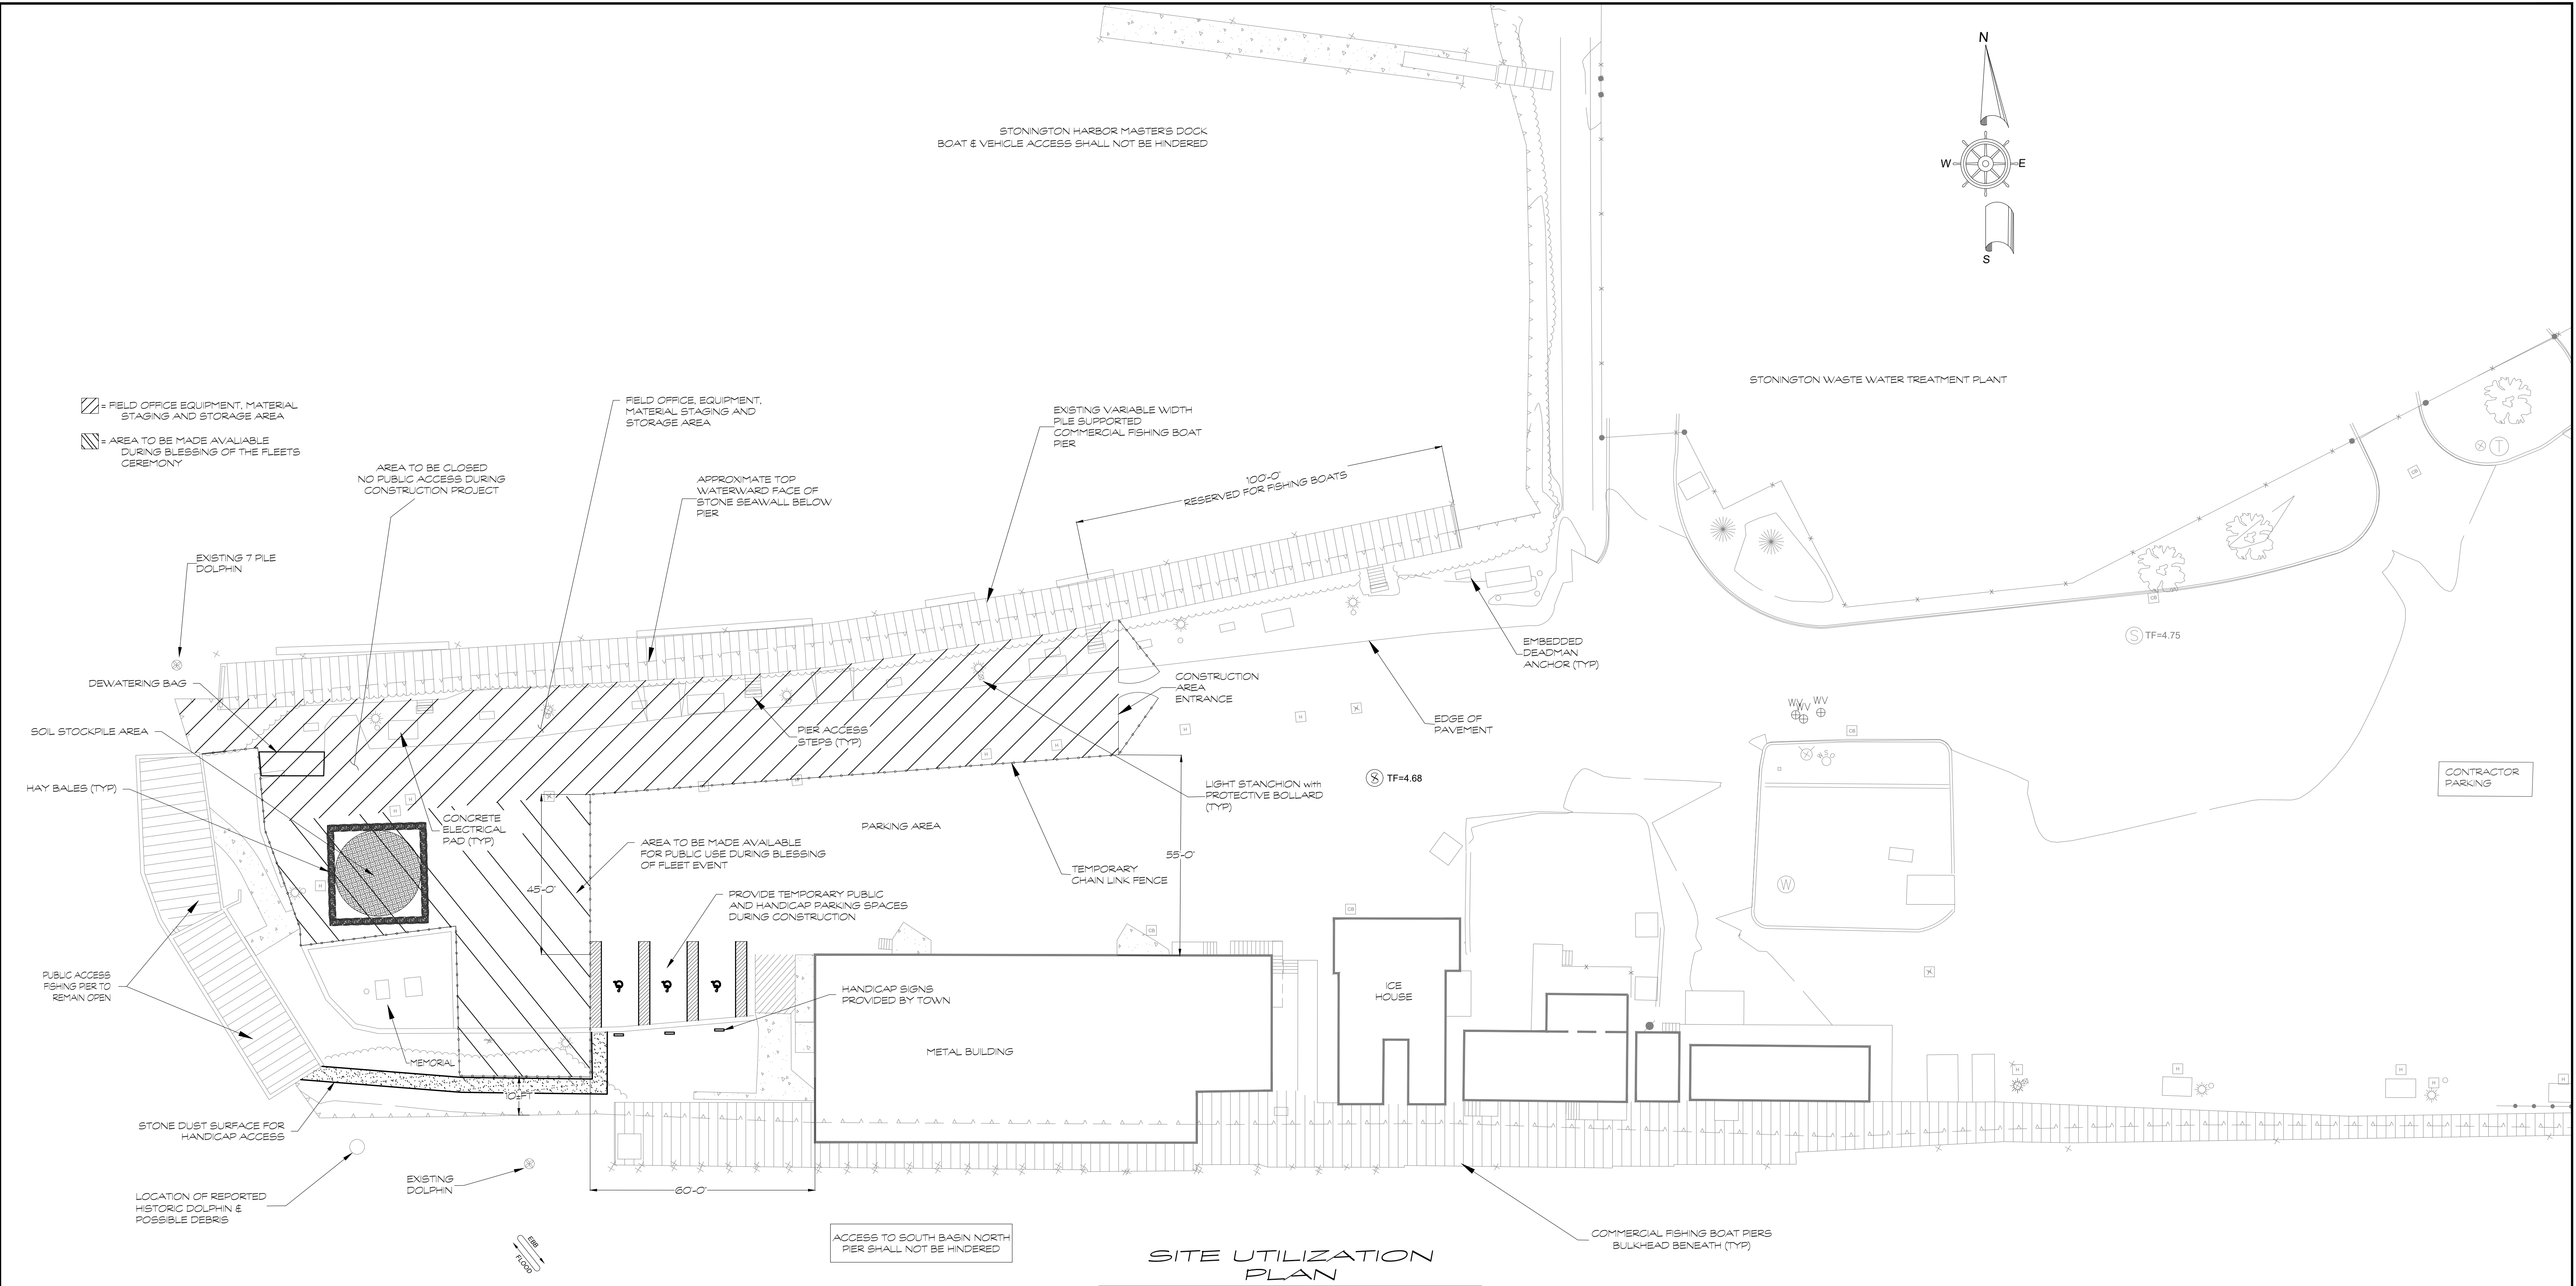 N
W
E
S
STONINGTON HARBOR MASTERS DOCK
BOAT & VEHICLE ACCESS SHALL NOT BE HINDERED
STONINGTON WASTE WATER TREATMENT PLANT
= FIELD OFFICE EQUIPMENT, MATERIAL
STAGING AND STORAGE AREA
= AREA TO BE MADE AVALIABLE
DURING BLESSING OF THE FLEETS
CEREMONY
AREA TO BE CLOSED
NO PUBLIC ACCESS DURING
CONSTRUCTION PROJECT
FIELD OFFICE, EQUIPMENT,
MATERIAL STAGING AND
STORAGE AREA
APPROXIMATE TOP
WATERWARD FACE OF
STONE SEAWALL BELOW
PIER
EXISTING VARIABLE WIDTH
PILE SUPPORTED
COMMERCIAL FISHING BOAT
PIER
100'-0"
RESERVED FOR FISHING BOATS
EXISTING 7 PILE
DOLPHIN
DEWATERING BAG
SOIL STOCKPILE AREA
HAY BALES (TYP)
CONCRETE
ELECTRICAL
PAD (TYP)
PIER ACCESS
STEPS (TYP)
CONSTRUCTION
AREA
ENTRANCE
EMBEDDED
DEADMAN
ANCHOR (TYP)
EDGE OF
PAVEMENT
LIGHT STANCHION with
PROTECTIVE BOLLARD
(TYP)
TF=4.68
S
TF=4.75
T
CB
CB
CB
WV
WV
WV
CONTRACTOR
PARKING
PARKING AREA
AREA TO BE MADE AVAILABLE
FOR PUBLIC USE DURING BLESSING
OF FLEET EVENT
TEMPORARY
CHAIN LINK FENCE
55'-0"
45'-0"
PROVIDE TEMPORARY PUBLIC
AND HANDICAP PARKING SPACES
DURING CONSTRUCTION
W
CB
CB
H
H
H
H
H
H
H
H
H
H
H
H
PUBLIC ACCESS
FISHING PIER TO
REMAIN OPEN
HANDICAP SIGNS
PROVIDED BY TOWN
ICE
HOUSE
METAL BUILDING
MEMORIAL
10±FT
STONE DUST SURFACE FOR
HANDICAP ACCESS
EXISTING
DOLPHIN
60'-0"
LOCATION OF REPORTED
HISTORIC DOLPHIN &
POSSIBLE DEBRIS
EBB
FLOOD
ACCESS TO SOUTH BASIN NORTH
PIER SHALL NOT BE HINDERED
COMMERCIAL FISHING BOAT PIERS
BULKHEAD BENEATH (TYP)
SITE UTILIZATION
PLAN